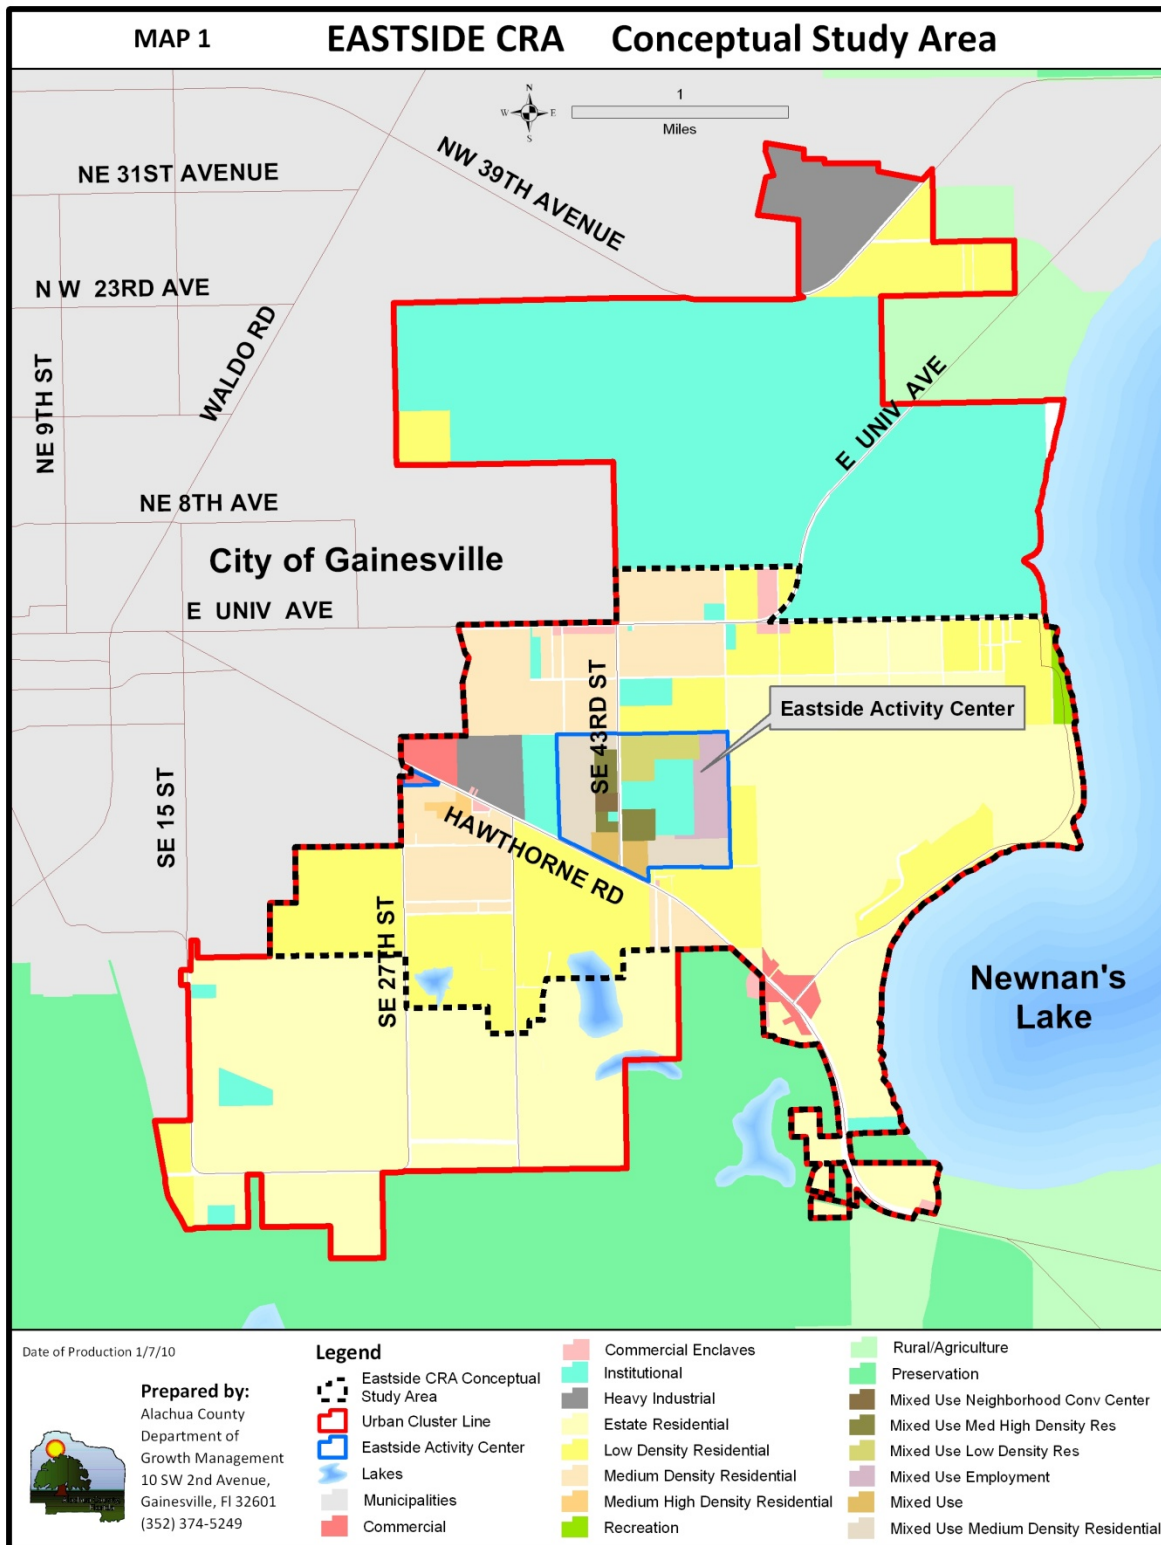 MAP 1
EASTSIDE CRA Conceptual Study Area
N
W E
S
1
Miles
NE 31ST AVENUE
NW 39TH AVENUE
N W 23RD AVE
WALDO RD
NE 9TH ST
E UNIV AVE
NE 8TH AVE
City of Gainesville
E UNIV AVE
SE 43RD ST
Eastside Activity Center
SE 15 ST
HAWTHORNE RD
SE 27TH ST
Newnan's
Lake
Date of Production 1/7/10
Prepared by:
Alachua County
Department of
Growth Management
10 SW 2nd Avenue,
Gainesville, Fl 32601
(352) 374-5249
Legend
Eastside CRA Conceptual
Study Area
Urban Cluster Line
Eastside Activity Center
Lakes
Municipalities
Commercial
Commercial Enclaves
Institutional
Heavy Industrial
Estate Residential
Low Density Residential
Medium Density Residential
Medium High Density Residential
Recreation
Rural/Agriculture
Preservation
Mixed Use Neighborhood Conv Center
Mixed Use Med High Density Res
Mixed Use Low Density Res
Mixed Use Employment
Mixed Use
Mixed Use Medium Density Residential